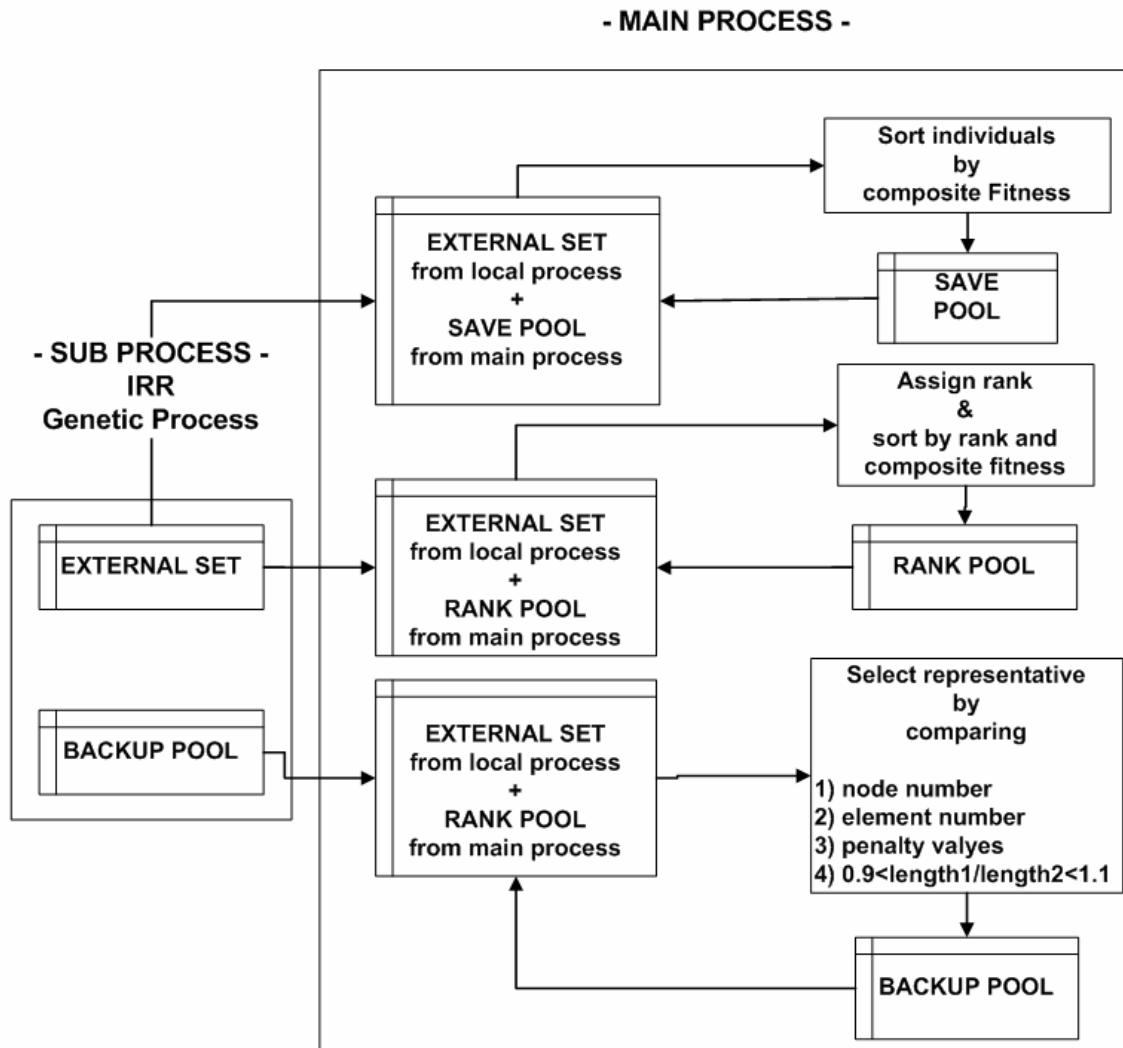 - MAIN PROCESS -
Sort individuals
by
composite Fitness
EXTERNAL SET
from local process
+
SAVE POOL
from main process
SAVE
POOL
- SUB PROCESS -
IRR
Genetic Process
Assign rank
&
sort by rank and
composite fitness
EXTERNAL SET
EXTERNAL SET
from local process
+
RANK POOL
from main process
RANK POOL
BACKUP POOL
EXTERNAL SET
from local process
+
RANK POOL
from main process
Select representative
by
comparing
1) node number
2) element number
3) penalty valyes
4) 0.9<length1/length2<1.1
BACKUP POOL